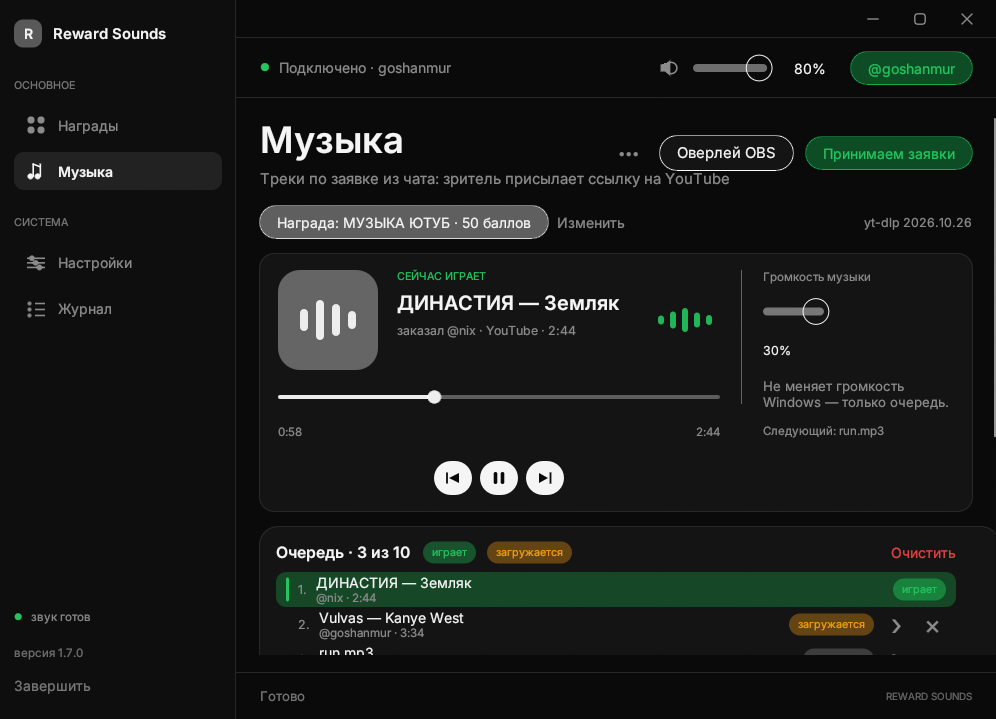 R Reward Sounds
ОСНОВНОЕ
Награды
Музыка
СИСТЕМА
Настройки
Журнал
звук готов
версия 1.7.0
Завершить
Подключено · goshanmur
80%
@goshanmur
Музыка
Треки по заявке из чата: зритель присылает ссылку на YouTube
Оверлей OBS
Принимаем заявки
Награда: МУЗЫКА ЮТУБ · 50 баллов
Изменить
yt-dlp 2026.10.26
СЕЙЧАС ИГРАЕТ
ДИНАСТИЯ — Земляк
заказал @nix · YouTube · 2:44
0:58
2:44
Громкость музыки
30%
Не меняет громкость
Windows — только очередь.
Следующий: run.mp3
Очередь · 3 из 10
играет
загружается
Очистить
1. ДИНАСТИЯ — Земляк
@nix · 2:44
играет
2. Vulvas — Kanye West
@goshanmur · 3:34
загружается
run.mp3
Готово
REWARD SOUNDS